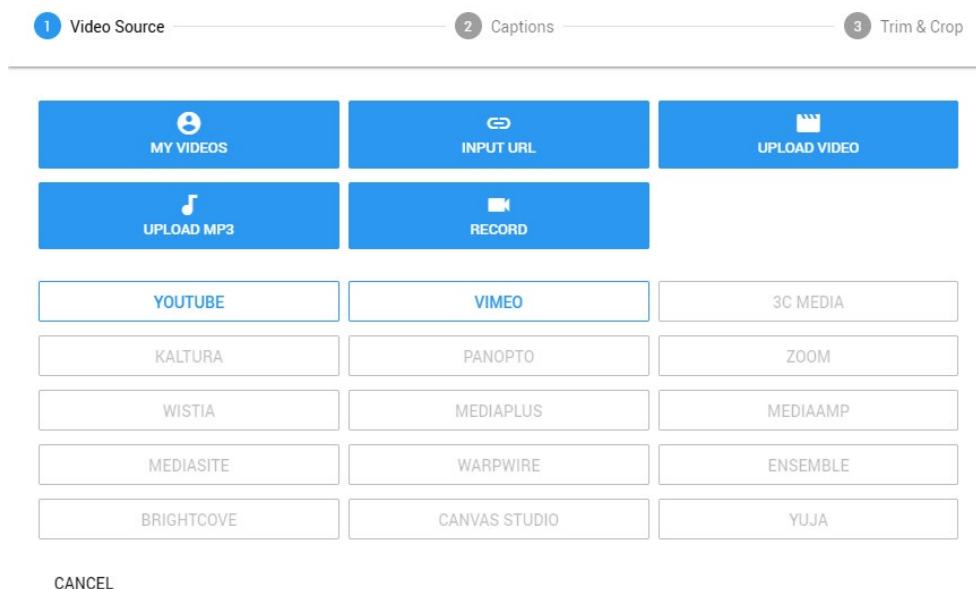 1 Video Source 2 Captions 3 Trim & Crop
MY VIDEOS INPUT URL UPLOAD VIDEO
UPLOAD MP3 RECORD
YOUTUBE VIMEO 3C MEDIA
KALTURA PANOPTO ZOOM
WISTIA MEDIAPLUS MEDIAAMP
MEDIASITE WARPWIRE ENSEMBLE
BRIGHTCOVE CANVAS STUDIO YUJA
CANCEL